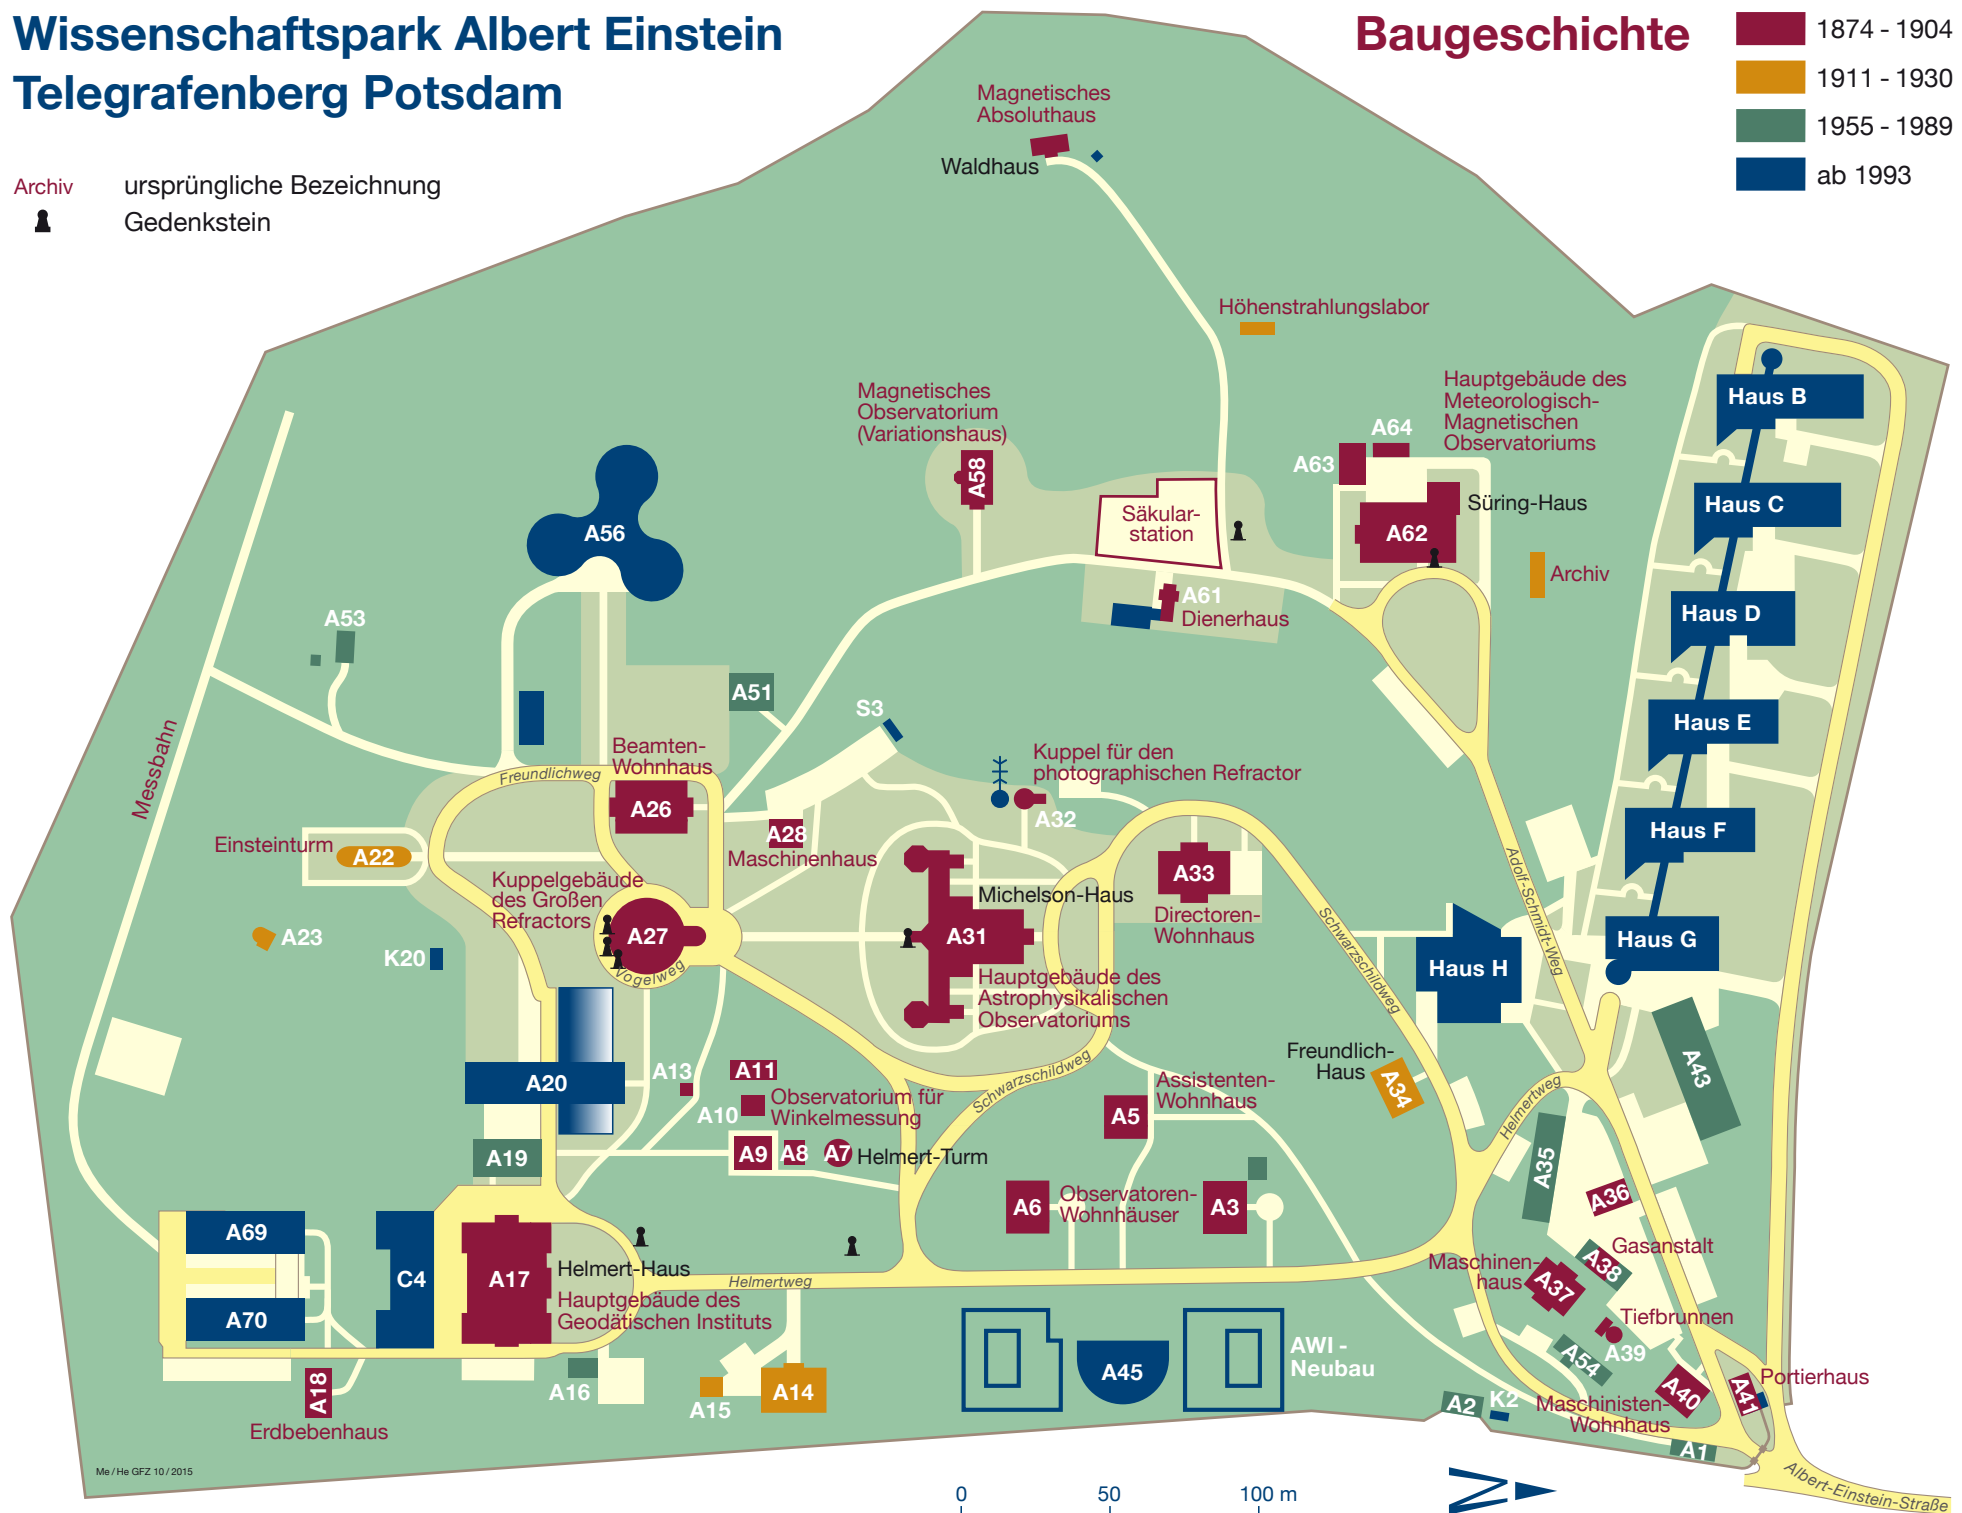 Wissenschaftspark Albert Einstein
Telegrafenberg Potsdam
Baugeschichte
1874 - 1904
1911 - 1930
1955 - 1989
ab 1993
Archiv
ursprüngliche Bezeichnung
Gedenkstein
Magnetisches
Absoluthaus
Waldhaus
Höhenstrahlungslabor
Magnetisches
Observatorium
(Variationshaus)
A58
Hauptgebäude des
Meteorologisch-
Magnetischen
Observatoriums
A64
A63
Süring-Haus
A62
Säkular-
station
Archiv
A61
Dienerhaus
Haus B
Haus C
Haus D
Haus E
Haus F
Haus G
Haus H
A56
A53
A51
S3
Messbahn
Freundlichweg
Beamten-
Wohnhaus
A26
A28
Maschinenhaus
Kuppel für den
photographischen Refractor
A32
Einsteinturm
A22
Kuppelgebäude
des Großen
Refractors
A27
Vogelweg
A23
K20
Michelson-Haus
A31
Hauptgebäude des
Astrophysikalischen
Observatoriums
A33
Directoren-
Wohnhaus
Schwarzschildweg
Adolf-Schmidt-Weg
A43
Freundlich-
Haus
A34
Helmertweg
A20
A13
A11
A10
Observatorium für
Winkelmessung
Schwarzschildweg
Assistenten-
Wohnhaus
A5
A19
A9
A8
A7
Helmert-Turm
A6
Observatoren-
Wohnhäuser
A3
A35
A36
Gasanstalt
A38
Maschinen-
haus
A37
Tiefbrunnen
A39
A54
A40
A41
Portierhaus
Maschinisten-
Wohnhaus
A2
K2
A1
A69
A70
C4
A17
Helmert-Haus
Hauptgebäude des
Geodätischen Instituts
Helmertweg
A18
Erdbebenhaus
A16
A15
A14
A45
AWI -
Neubau
Albert-Einstein-Straße
Me / He GFZ 10 / 2015
0
50
100 m
N